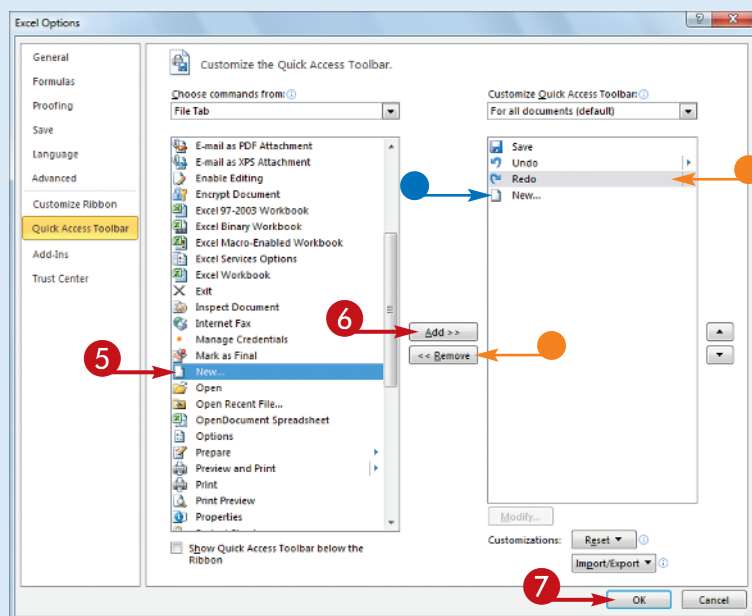 Excel Options
General
Formulas
Proofing
Save
Language
Advanced
Customize Ribbon
Quick Access Toolbar
Add-Ins
Trust Center
Customize the Quick Access Toolbar.
Choose commands from:
File Tab
E-mail as PDF Attachment
E-mail as XPS Attachment
Enable Editing
Encrypt Document
Excel 97-2003 Workbook
Excel Binary Workbook
Excel Macro-Enabled Workbook
Excel Services Options
Excel Workbook
Exit
Inspect Document
Internet Fax
Manage Credentials
Mark as Final
5
New...
Open
Open Recent File...
OpenDocument Spreadsheet
Options
Prepare
Preview and Print
Print
Print Preview
Properties
Show Quick Access Toolbar below the
Ribbon
6
Add >>
<< Remove
Customize Quick Access Toolbar:
For all documents (default)
Save
Undo
Redo
New...
Modify...
Customizations:
Reset
Import/Export
7
OK
Cancel